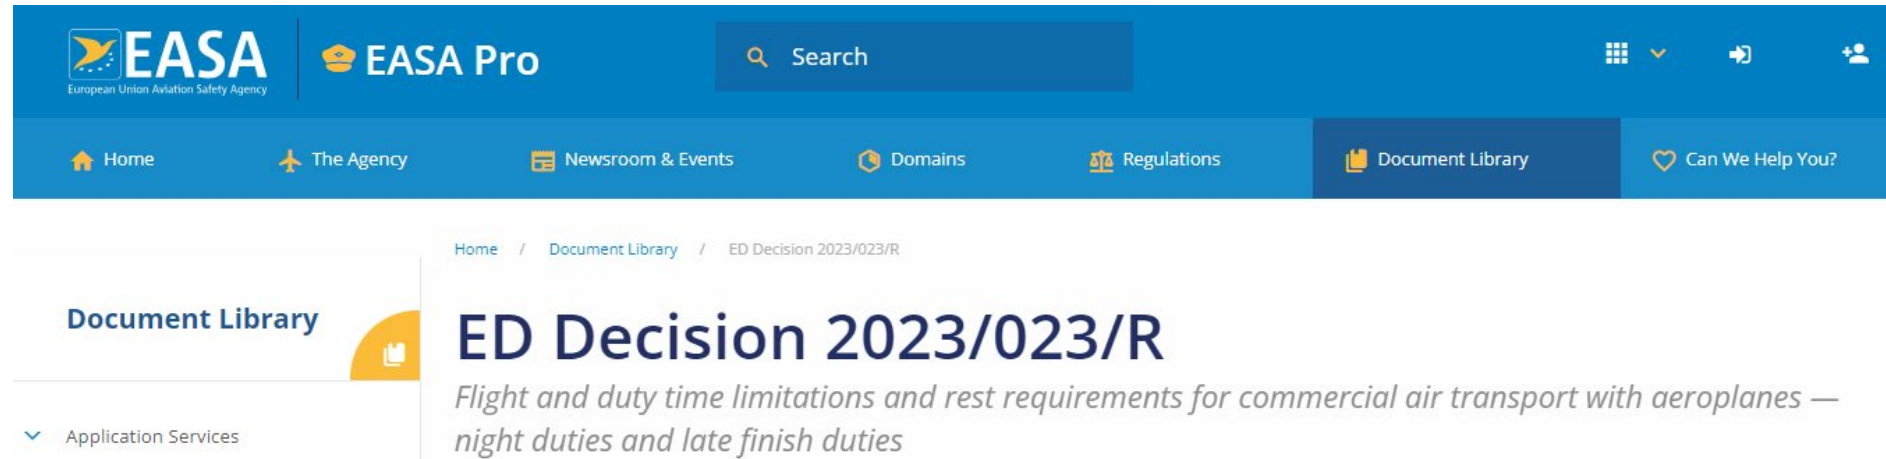 EASA
European Union Aviation Safety Agency
EASA Pro
Search
Home
The Agency
Newsroom & Events
Domains
Regulations
Document Library
Can We Help You?
Home / Document Library / ED Decision 2023/023/R
Document Library
Application Services
ED Decision 2023/023/R
Flight and duty time limitations and rest requirements for commercial air transport with aeroplanes —
night duties and late finish duties